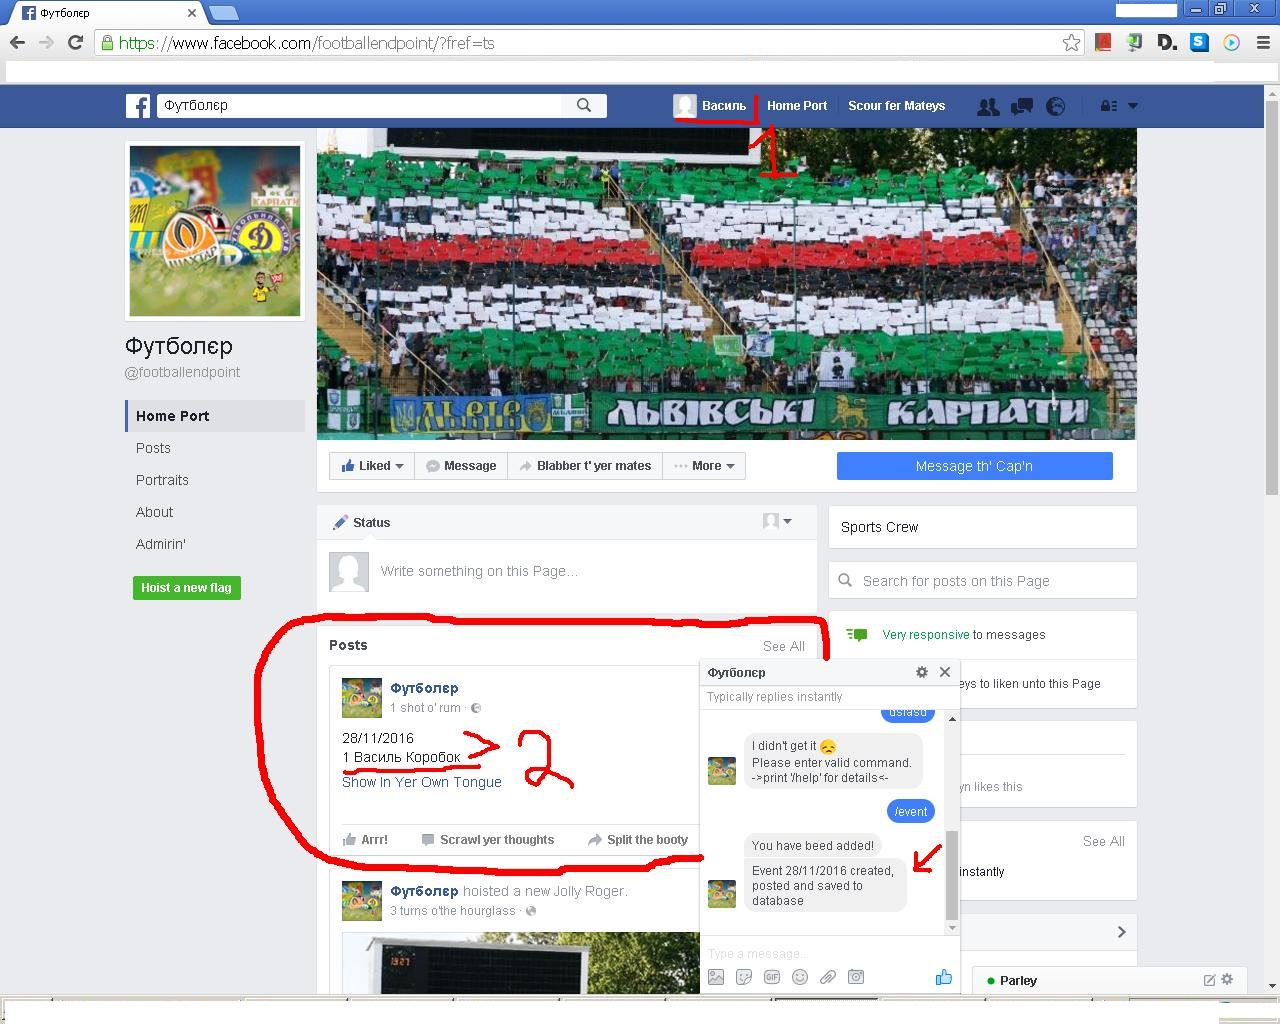 Футболєр
https://www.facebook.com/footballendpoint/?fref=ts
Футболєр
Василь
Home Port
Scour fer Mateys
1
КАРПАТИ
ШАХТАР
Футболєр
@footballendpoint
Home Port
Posts
Portraits
About
Admirin'
Hoist a new flag
ЛЬВІВ
ЛЬВІВСЬКІ КАРПАТИ
Liked
Message
Blabber t' yer mates
More
Message th' Cap'n
Status
Write something on this Page...
Posts
See All
Футболєр
1 shot o' rum
28/11/2016
1 Василь Коробок
> 2
Show In Yer Own Tongue
Arrr!
Scrawl yer thoughts
Split the booty
Футболєр hoisted a new Jolly Roger.
3 turns o'the hourglass
Sports Crew
Search for posts on this Page
Very responsive to messages
eys to liken unto this Page
yn likes this
See All
instantly
Футболєр
Typically replies instantly
I didn't get it 😞
Please enter valid command.
->print '/help' for details<-
/event
You have beed added!
Event 28/11/2016 created,
posted and saved to
database
Type a message...
GIF
Parley